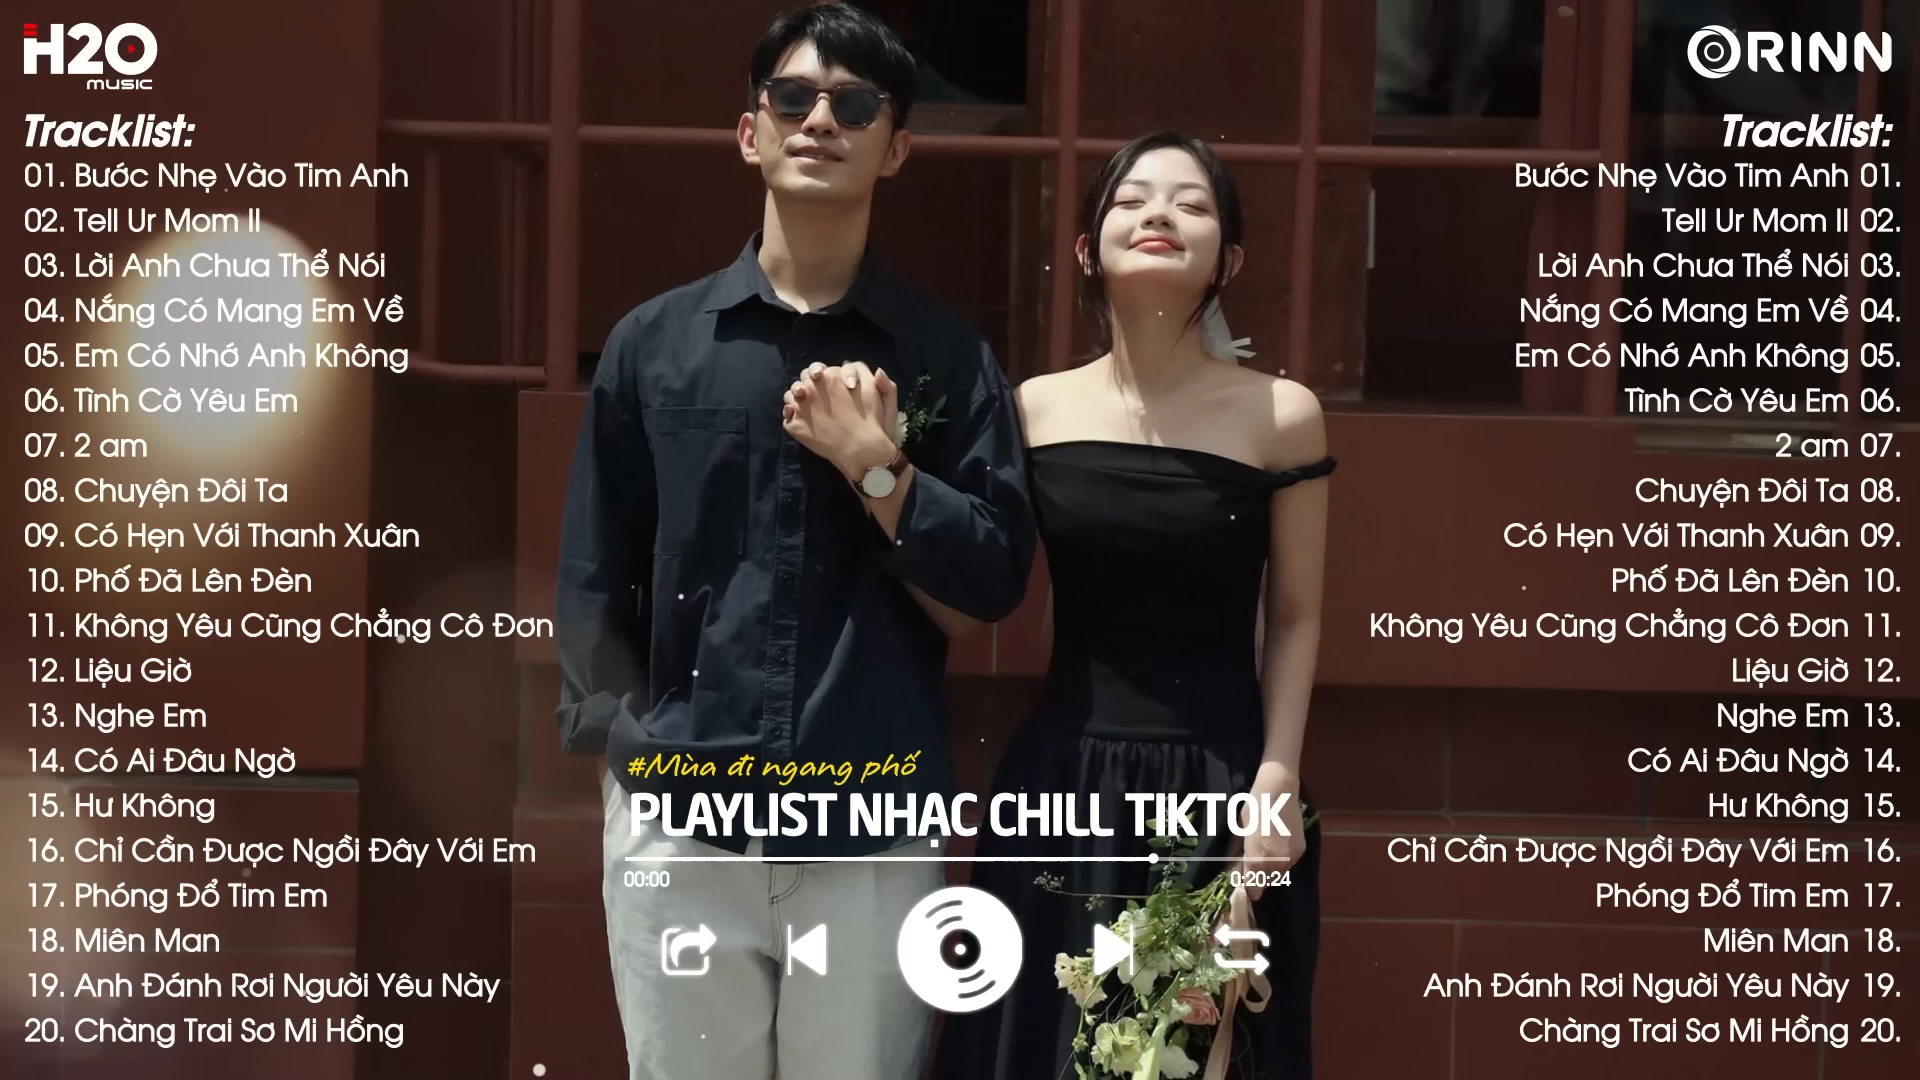 H2O
MUSIC
Tracklist:
01. Bước Nhẹ Vào Tim Anh
02. Tell Ur Mom II
03. Lời Anh Chưa Thể Nói
04. Nắng Có Mang Em Về
05. Em Có Nhớ Anh Không
06. Tình Cờ Yêu Em
07. 2 am
08. Chuyện Đôi Ta
09. Có Hẹn Với Thanh Xuân
10. Phố Đã Lên Đèn
11. Không Yêu Cũng Chẳng Cô Đơn
12. Liệu Giờ
13. Nghe Em
14. Có Ai Đâu Ngờ
15. Hư Không
16. Chỉ Cần Được Ngồi Đây Với Em
17. Phóng Đổ Tim Em
18. Miên Man
19. Anh Đánh Rơi Người Yêu Này
20. Chàng Trai Sơ Mi Hồng
#Mùa đi ngang phố
PLAYLIST NHẠC CHILL TIKTOK
00:00
0:20:24
ORINN
Tracklist:
Bước Nhẹ Vào Tim Anh 01.
Tell Ur Mom II 02.
Lời Anh Chưa Thể Nói 03.
Nắng Có Mang Em Về 04.
Em Có Nhớ Anh Không 05.
Tình Cờ Yêu Em 06.
2 am 07.
Chuyện Đôi Ta 08.
Có Hẹn Với Thanh Xuân 09.
Phố Đã Lên Đèn 10.
Không Yêu Cũng Chẳng Cô Đơn 11.
Liệu Giờ 12.
Nghe Em 13.
Có Ai Đâu Ngờ 14.
Hư Không 15.
Chỉ Cần Được Ngồi Đây Với Em 16.
Phóng Đổ Tim Em 17.
Miên Man 18.
Anh Đánh Rơi Người Yêu Này 19.
Chàng Trai Sơ Mi Hồng 20.